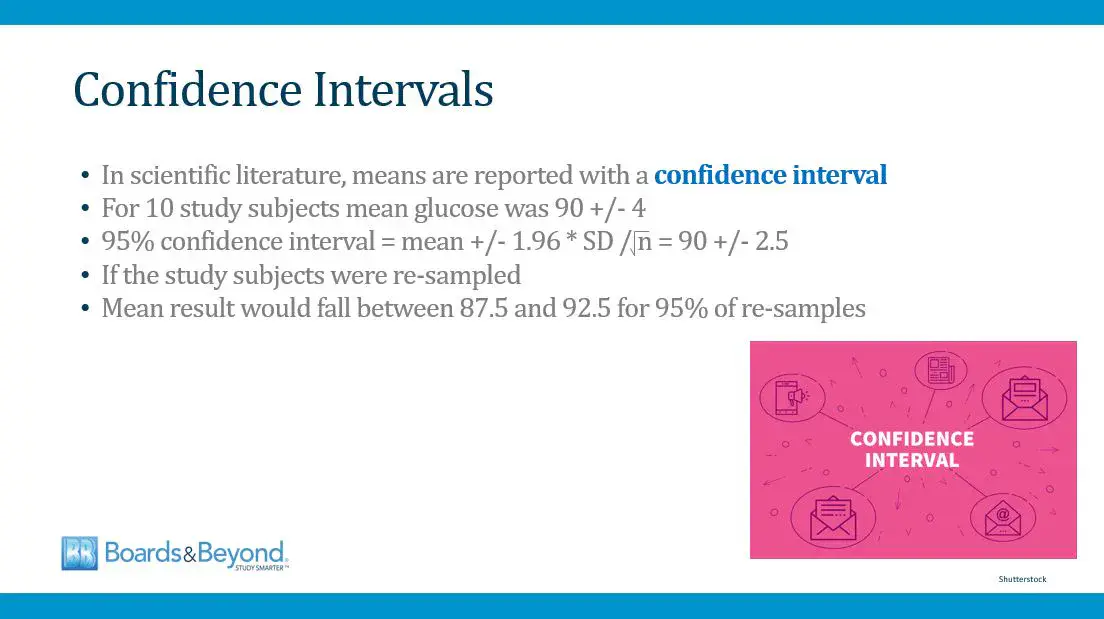 Confidence Intervals
• In scientific literature, means are reported with a confidence interval
• For 10 study subjects mean glucose was 90 +/- 4
• 95% confidence interval = mean +/- 1.96 * SD /√n = 90 +/- 2.5
• If the study subjects were re-sampled
• Mean result would fall between 87.5 and 92.5 for 95% of re-samples
CONFIDENCE
INTERVAL
@
BB Boards&Beyond®
STUDY SMARTER™
Shutterstock